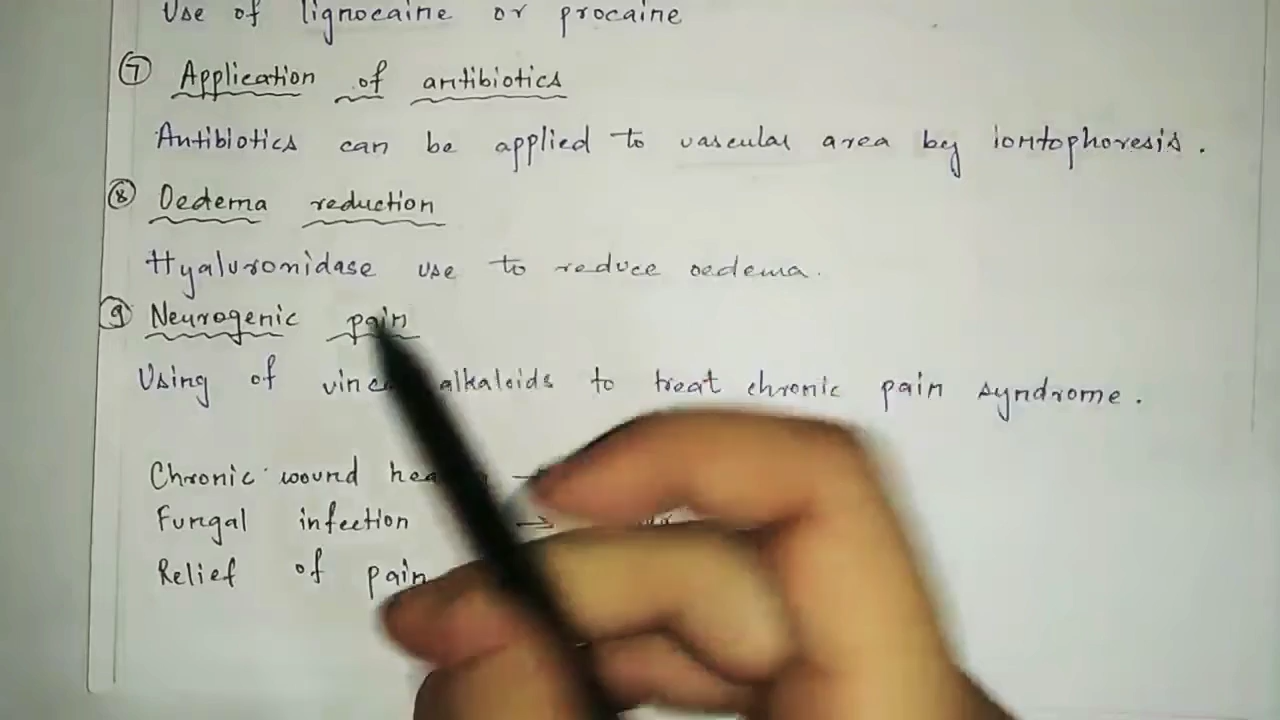 Use of lignocaine or procaine
⑦ Application of antibiotics
Antibiotics can be applied to vascular area by iontophoresis.
⑧ Oedema reduction
Hyaluronidase use to reduce oedema.
⑨ Neurogenic pain
Using of alkaloids to treat chronic pain syndrome.
Chronic wound
Fungal infection →
Relief of pain